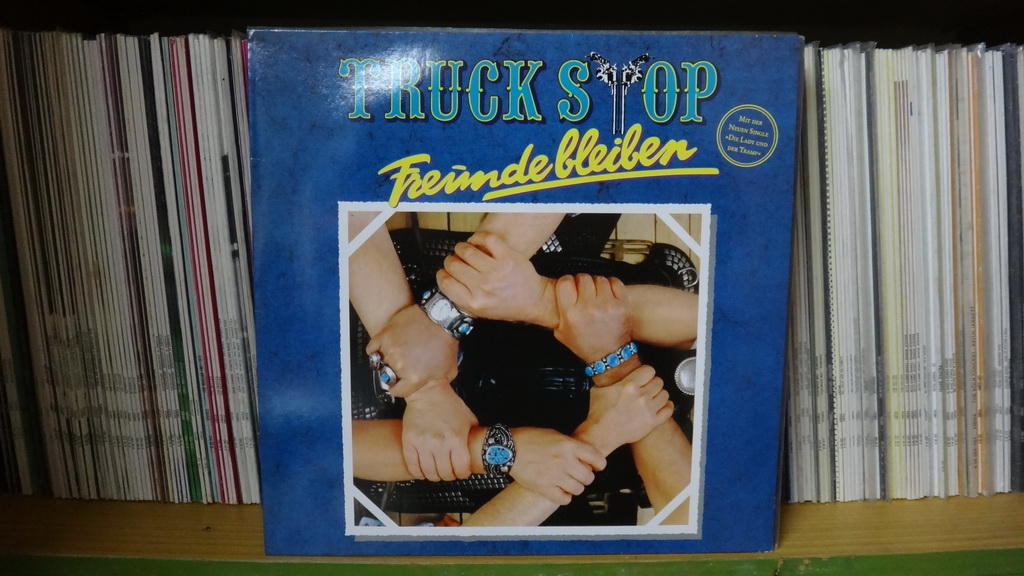 TRUCK STOP
Freunde bleiben
MIT DER
NEUEN SINGLE
»DIE LADY UND
DER TRAMP«